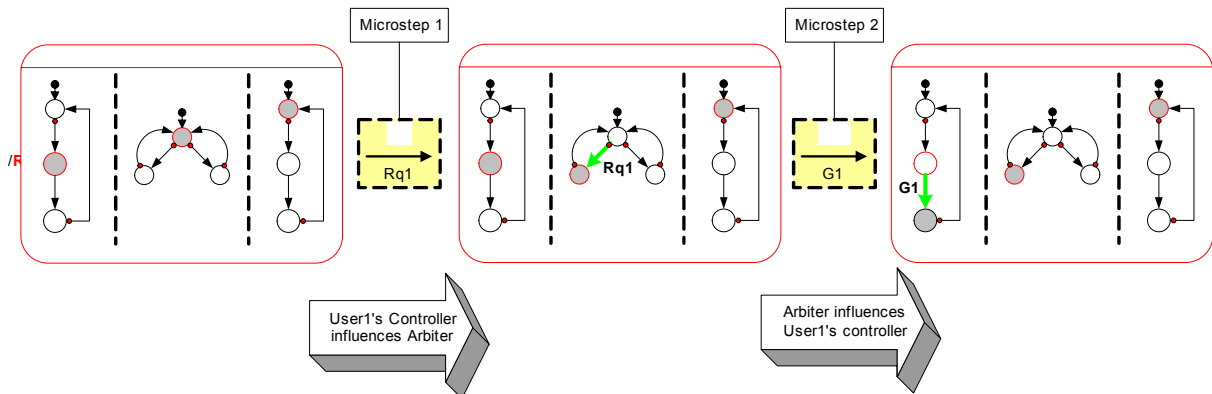 Microstep 1
Microstep 2
/R
Rq1
Rq1
G1
G1
User1's Controller
influences Arbiter
Arbiter influences
User1's controller